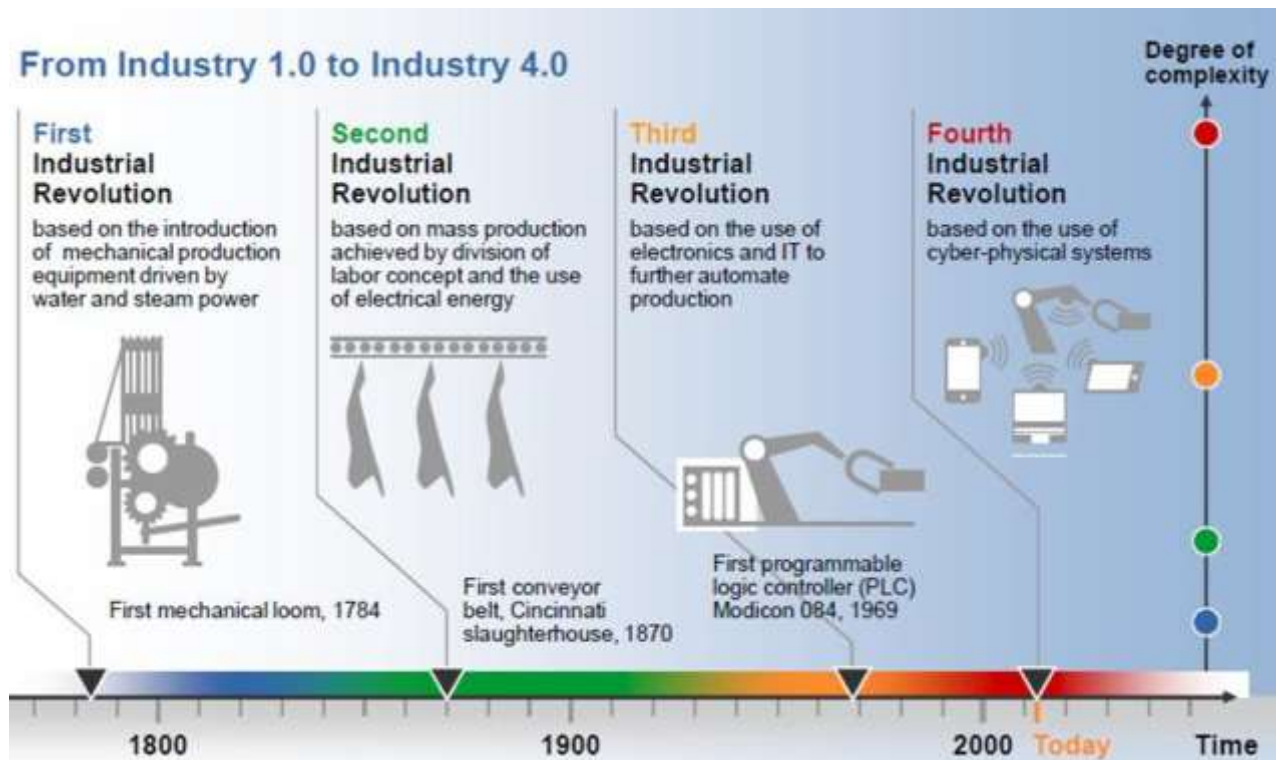 From Industry 1.0 to Industry 4.0
Degree of
complexity
First
Industrial
Revolution
based on the introduction
of mechanical production
equipment driven by
water and steam power
First mechanical loom, 1784
Second
Industrial
Revolution
based on mass production
achieved by division of
labor concept and the use
of electrical energy
First conveyor
belt, Cincinnati
slaughterhouse, 1870
Third
Industrial
Revolution
based on the use of
electronics and IT to
further automate
production
First programmable
logic controller (PLC)
Modicon 084, 1969
Fourth
Industrial
Revolution
based on the use of
cyber-physical systems
1800
1900
2000
Today
Time